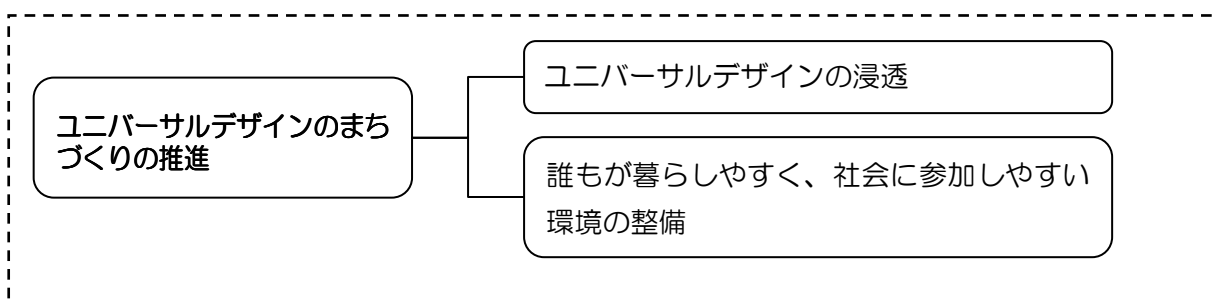 ユニバーサルデザインのまち
づくりの推進
ユニバーサルデザインの浸透
誰もが暮らしやすく、社会に参加しやすい
環境の整備